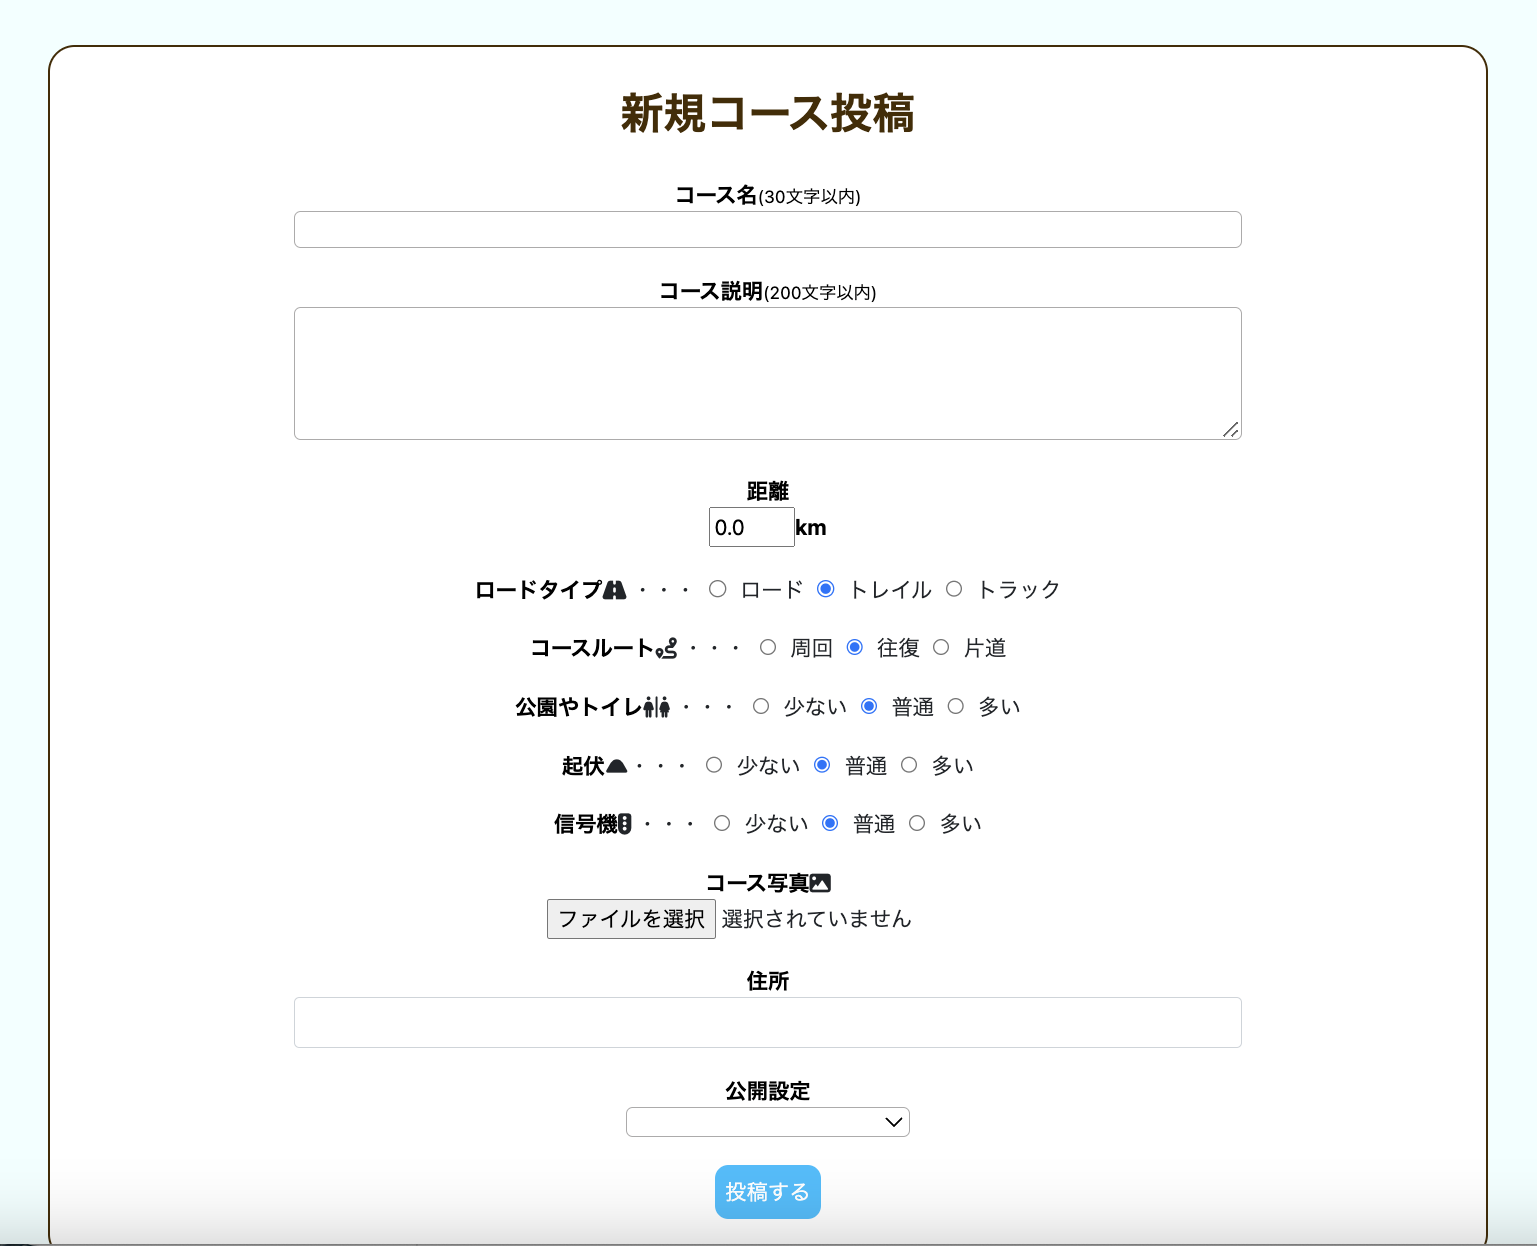 新規コース投稿
コース名(30文字以内)
コース説明(200文字以内)
距離
0.0 km
ロードタイプ ・・・ ロード トレイル トラック
コースルート ・・・ 周回 往復 片道
公園やトイレ ・・・ 少ない 普通 多い
起伏 ・・・ 少ない 普通 多い
信号機 ・・・ 少ない 普通 多い
コース写真
ファイルを選択 選択されていません
住所
公開設定
投稿する